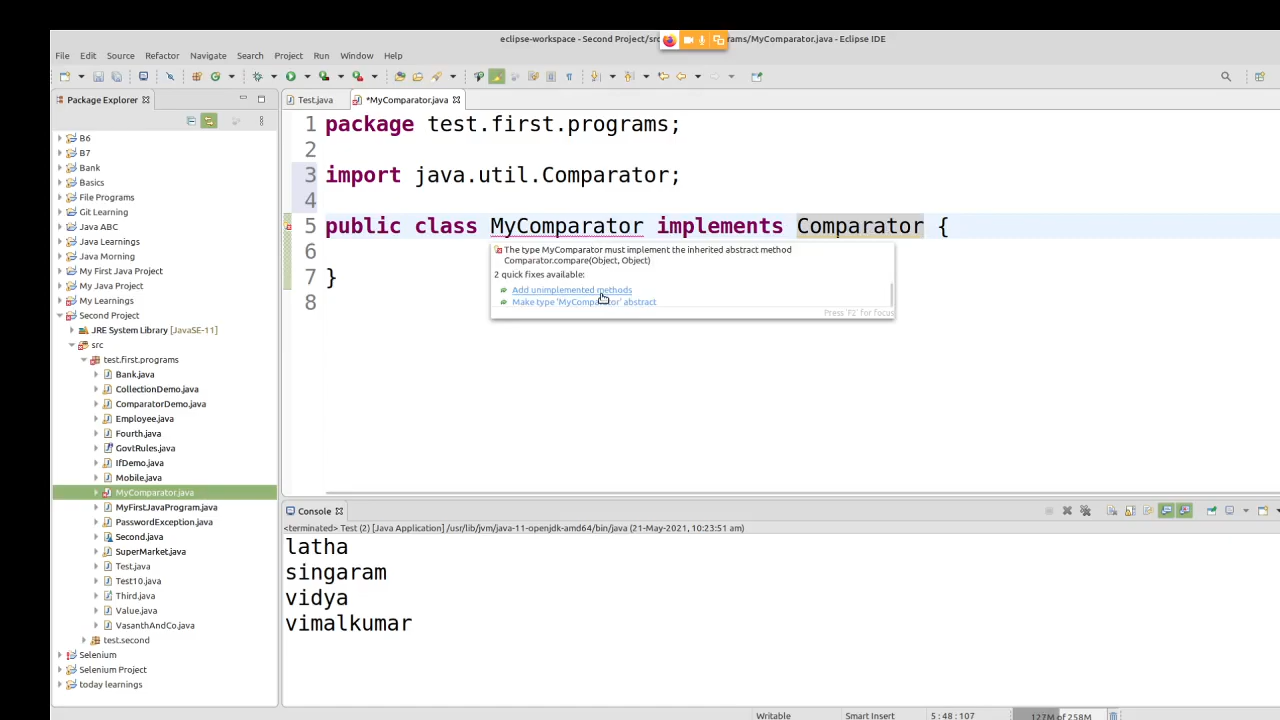 eclipse-workspace - Second Project/src
rams/MyComparator.java - Eclipse IDE
File Edit Source Refactor Navigate Search Project Run Window Help
Package Explorer
B6
B7
Bank
Basics
File Programs
Git Learning
Java ABC
Java Learnings
Java Morning
My First Java Project
My Java Project
My Learnings
Second Project
JRE System Library [JavaSE-11]
src
test.first.programs
Bank.java
CollectionDemo.java
ComparatorDemo.java
Employee.java
Fourth.java
GovtRules.java
IfDemo.java
Mobile.java
MyComparator.java
MyFirstJavaProgram.java
PasswordException.java
Second.java
SuperMarket.java
Test.java
Test10.java
Third.java
Value.java
VasanthAndCo.java
test.second
Selenium
Selenium Project
today learnings
Test.java *MyComparator.java
1 package test.first.programs;
2
3 import java.util.Comparator;
4
5 public class MyComparator implements Comparator {
6
7 }
8
The type MyComparator must implement the inherited abstract method
Comparator.compare(Object, Object)
2 quick fixes available:
Add unimplemented methods
Make type 'MyComparator' abstract
Press 'F2' for focus
Console
<terminated> Test (2) [Java Application] /usr/lib/jvm/java-11-openjdk-amd64/bin/java (21-May-2021, 10:23:51 am)
latha
singaram
vidya
vimalkumar
Writable Smart Insert 5 : 48 : 107 127M of 258M